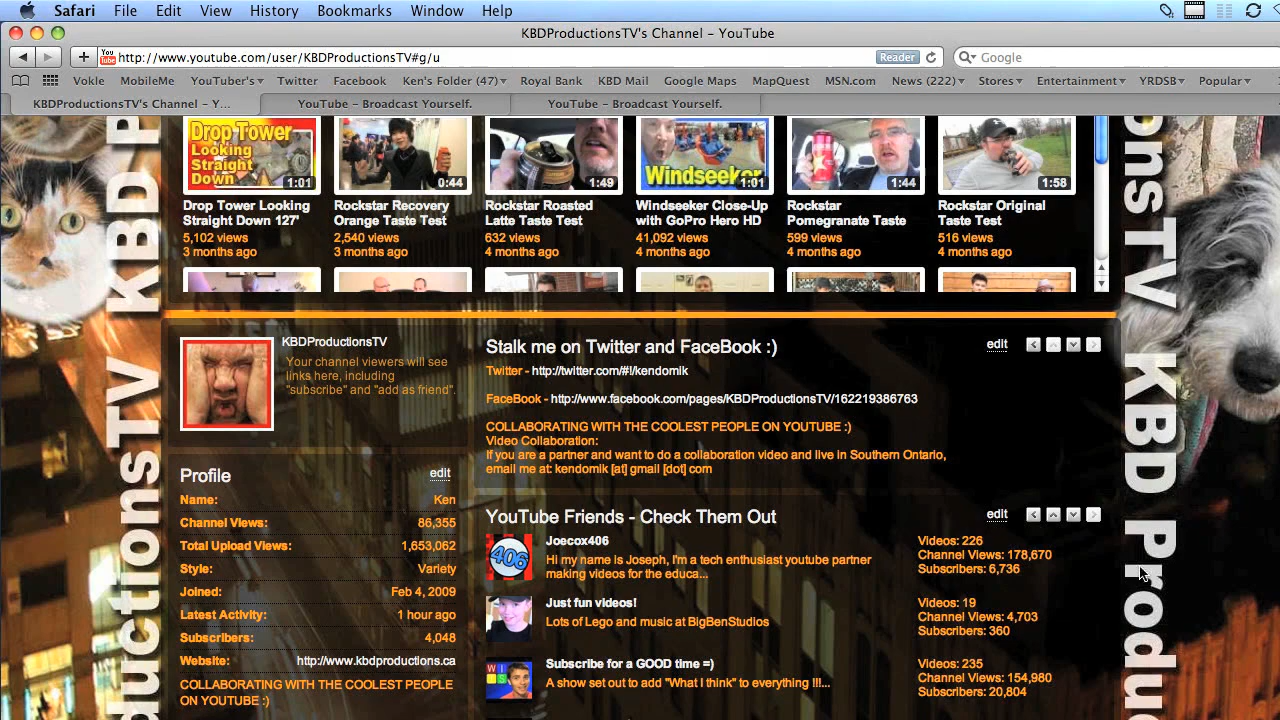 Safari File Edit View History Bookmarks Window Help
KBDProductionsTV's Channel – YouTube
http://www.youtube.com/user/KBDProductionsTV#g/u
Reader
Google
Vokle MobileMe YouTuber's Twitter Facebook Ken's Folder (47) Royal Bank KBD Mail Google Maps MapQuest MSN.com News (222) Stores Entertainment YRDSB Popular
KBDProductionsTV's Channel – Y... YouTube – Broadcast Yourself. YouTube – Broadcast Yourself.
Drop Tower
Looking
Straight
Down
Windseeker
1:01 0:44 1:49 1:01 1:44 1:58
Drop Tower Looking Rockstar Recovery Rockstar Roasted Windseeker Close-Up Rockstar Rockstar Original
Straight Down 127' Orange Taste Test Latte Taste Test with GoPro Hero HD Pomegranate Taste Taste Test
5,102 views 2,540 views 632 views 41,092 views 599 views 516 views
3 months ago 3 months ago 4 months ago 4 months ago 4 months ago 4 months ago
KBDProductionsTV
Your channel viewers will see
links here, including
"subscribe" and "add as friend".
Profile edit
Name: Ken
Channel Views: 86,355
Total Upload Views: 1,653,062
Style: Variety
Joined: Feb 4, 2009
Latest Activity: 1 hour ago
Subscribers: 4,048
Website: http://www.kbdproductions.ca
COLLABORATING WITH THE COOLEST PEOPLE
ON YOUTUBE :)
Stalk me on Twitter and FaceBook :) edit
Twitter - http://twitter.com/#!/kendomik
FaceBook - http://www.facebook.com/pages/KBDProductionsTV/162219386763
COLLABORATING WITH THE COOLEST PEOPLE ON YOUTUBE :)
Video Collaboration:
If you are a partner and want to do a collaboration video and live in Southern Ontario,
email me at: kendomik [at] gmail [dot] com
YouTube Friends - Check Them Out edit
406
Joecox406
Hi my name is Joseph, I'm a tech enthusiast youtube partner
making videos for the educa...
Videos: 226
Channel Views: 178,670
Subscribers: 6,736
Just fun videos!
Lots of Lego and music at BigBenStudios
Videos: 19
Channel Views: 4,703
Subscribers: 360
Subscribe for a GOOD time =)
A show set out to add "What I think" to everything !!!...
Videos: 235
Channel Views: 154,980
Subscribers: 20,804
ductionsTV KBD P
onsTV KBD Produ